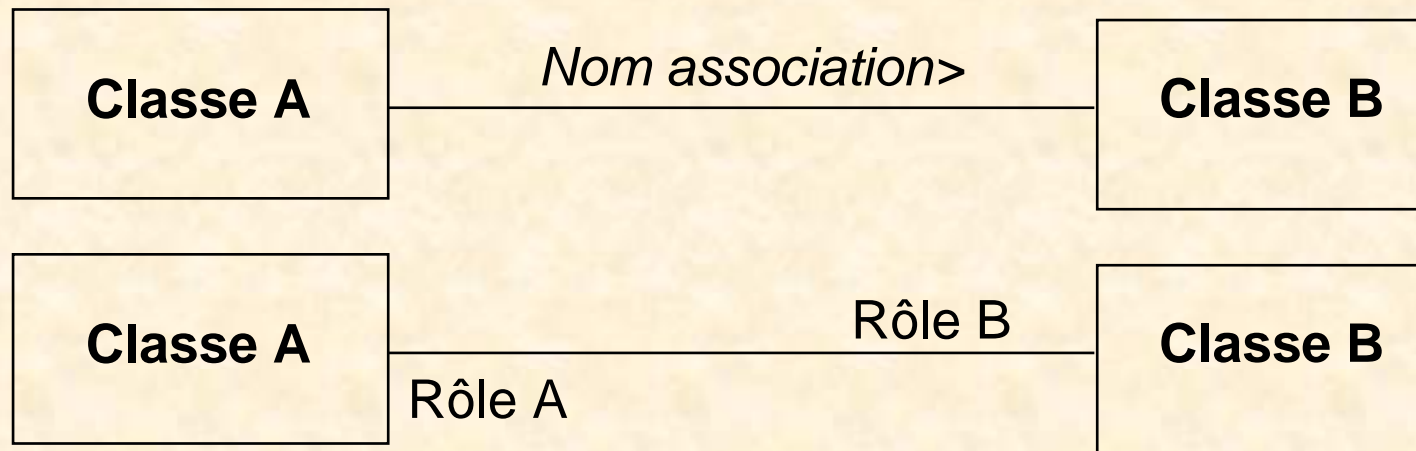 Classe A
Nom association>
Classe B
Classe A
Rôle B
Classe B
Rôle A